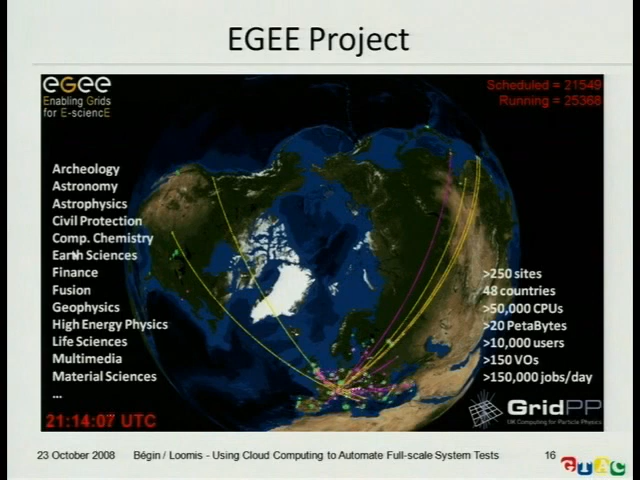 EGEE Project
egee
Enabling Grids
for E-sciencE
Scheduled = 21549
Running = 25368
Archeology
Astronomy
Astrophysics
Civil Protection
Comp. Chemistry
Earth Sciences
Finance
Fusion
Geophysics
High Energy Physics
Life Sciences
Multimedia
Material Sciences
...
>250 sites
48 countries
>50,000 CPUs
>20 PetaBytes
>10,000 users
>150 VOs
>150,000 jobs/day
21:14:07 UTC
GridPP
UK Computing for Particle Physics
23 October 2008 Bégin / Loomis - Using Cloud Computing to Automate Full-scale System Tests 16
GTAC